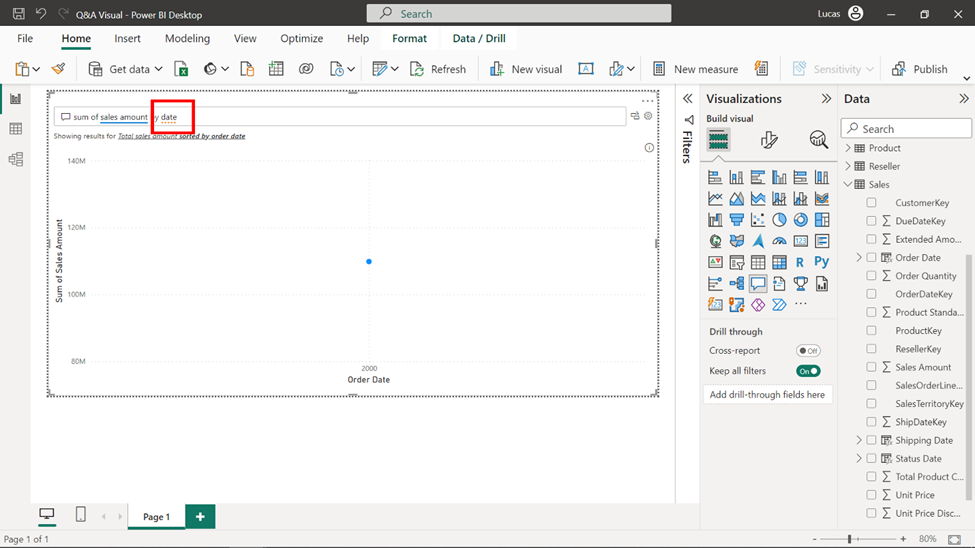 Q&A Visual - Power BI Desktop
Search
Lucas
File Home Insert Modeling View Optimize Help Format Data / Drill
Get data Refresh New visual New measure Sensitivity Publish
sum of sales amount by date
Showing results for Total sales amount sorted by order date
140M
120M
100M
80M
Sum of Sales Amount
2000
Order Date
Filters
Visualizations
Build visual
R Py
123
Drill through
Cross-report Off
Keep all filters On
Add drill-through fields here
Data
Search
Product
Reseller
Sales
CustomerKey
DueDateKey
Extended Amo...
Order Date
Order Quantity
OrderDateKey
Product Standa...
ProductKey
ResellerKey
Sales Amount
SalesOrderLine...
SalesTerritoryKey
ShipDateKey
Shipping Date
Status Date
Total Product C...
Unit Price
Unit Price Disc...
Page 1
Page 1 of 1
80%